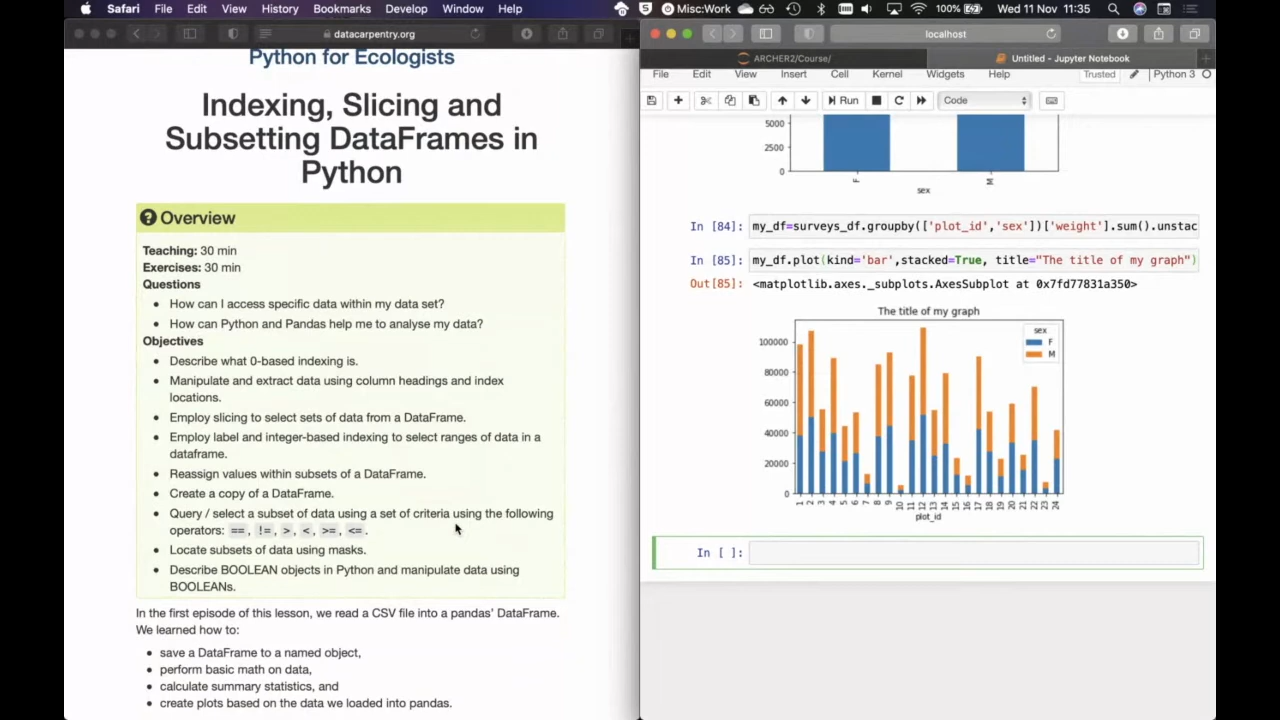 Safari File Edit View History Bookmarks Develop Window Help Misc:Work 100% Wed 11 Nov 11:35
datacarpentry.org
Python for Ecologists
Indexing, Slicing and
Subsetting DataFrames in
Python
Overview
Teaching: 30 min
Exercises: 30 min
Questions
• How can I access specific data within my data set?
• How can Python and Pandas help me to analyse my data?
Objectives
• Describe what 0-based indexing is.
• Manipulate and extract data using column headings and index
locations.
• Employ slicing to select sets of data from a DataFrame.
• Employ label and integer-based indexing to select ranges of data in a
dataframe.
• Reassign values within subsets of a DataFrame.
• Create a copy of a DataFrame.
• Query / select a subset of data using a set of criteria using the following
operators: ==, !=, >, <, >=, <=.
• Locate subsets of data using masks.
• Describe BOOLEAN objects in Python and manipulate data using
BOOLEANs.
In the first episode of this lesson, we read a CSV file into a pandas' DataFrame.
We learned how to:
• save a DataFrame to a named object,
• perform basic math on data,
• calculate summary statistics, and
• create plots based on the data we loaded into pandas.
localhost
ARCHER2/Course/ Untitled - Jupyter Notebook
File Edit View Insert Cell Kernel Widgets Help Trusted Python 3
Run Code
5000
2500
0
F M
sex
In [84]: my_df=surveys_df.groupby(['plot_id','sex'])['weight'].sum().unstac
In [85]: my_df.plot(kind='bar',stacked=True, title="The title of my graph")
Out[85]: <matplotlib.axes._subplots.AxesSubplot at 0x7fd77831a350>
The title of my graph
sex
F
M
100000
80000
60000
40000
20000
0
1 2 3 4 5 6 7 8 9 10 11 12 13 14 15 16 17 18 19 20 21 22 23 24
plot_id
In [ ]: